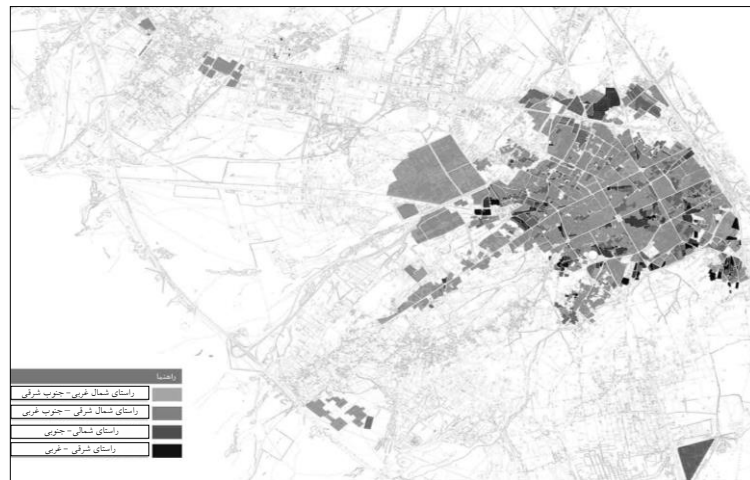 راهنما
راستای شمال غربی- جنوب شرقی
راستای شمال شرقی – جنوب غربی
راستای شمالی- جنوبی
راستای شرقی - غربی